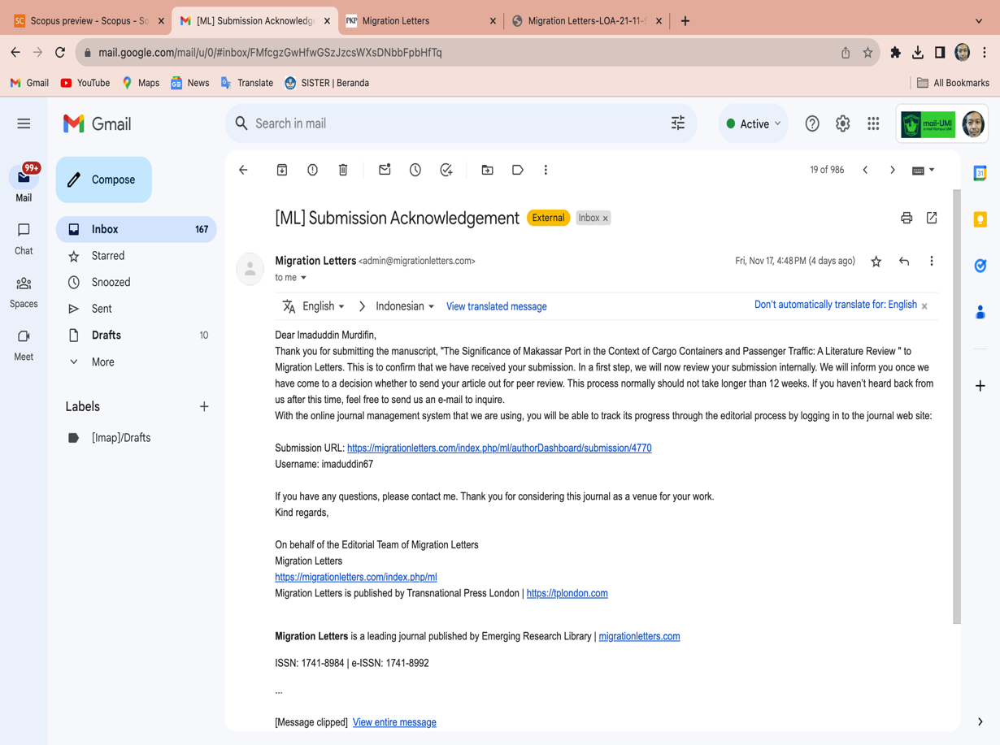 Scopus preview - Scopus - So
[ML] Submission Acknowledg
Migration Letters
Migration Letters-LOA-21-11-
mail.google.com/mail/u/0/#inbox/FMfcgzGwHfwGSzJzcsWXsDNbbFpbHfTq
Gmail
YouTube
Maps
News
Translate
SISTER | Beranda
All Bookmarks
Gmail
Search in mail
Active
mail-UMI
99+
Mail
Chat
Spaces
Meet
Compose
Inbox 167
Starred
Snoozed
Sent
Drafts 10
More
Labels
[Imap]/Drafts
19 of 986
[ML] Submission Acknowledgement External Inbox x
Migration Letters <admin@migrationletters.com>
Fri, Nov 17, 4:48 PM (4 days ago)
to me
English > Indonesian View translated message
Don't automatically translate for: English x
Dear Imaduddin Murdifin,
Thank you for submitting the manuscript, "The Significance of Makassar Port in the Context of Cargo Containers and Passenger Traffic: A Literature Review " to
Migration Letters. This is to confirm that we have received your submission. In a first step, we will now review your submission internally. We will inform you once we
have come to a decision whether to send your article out for peer review. This process normally should not take longer than 12 weeks. If you haven't heard back from
us after this time, feel free to send us an e-mail to inquire.
With the online journal management system that we are using, you will be able to track its progress through the editorial process by logging in to the journal web site:
Submission URL: https://migrationletters.com/index.php/ml/authorDashboard/submission/4770
Username: imaduddin67
If you have any questions, please contact me. Thank you for considering this journal as a venue for your work.
Kind regards,
On behalf of the Editorial Team of Migration Letters
Migration Letters
https://migrationletters.com/index.php/ml
Migration Letters is published by Transnational Press London | https://tplondon.com
Migration Letters is a leading journal published by Emerging Research Library | migrationletters.com
ISSN: 1741-8984 | e-ISSN: 1741-8992
...
[Message clipped] View entire message